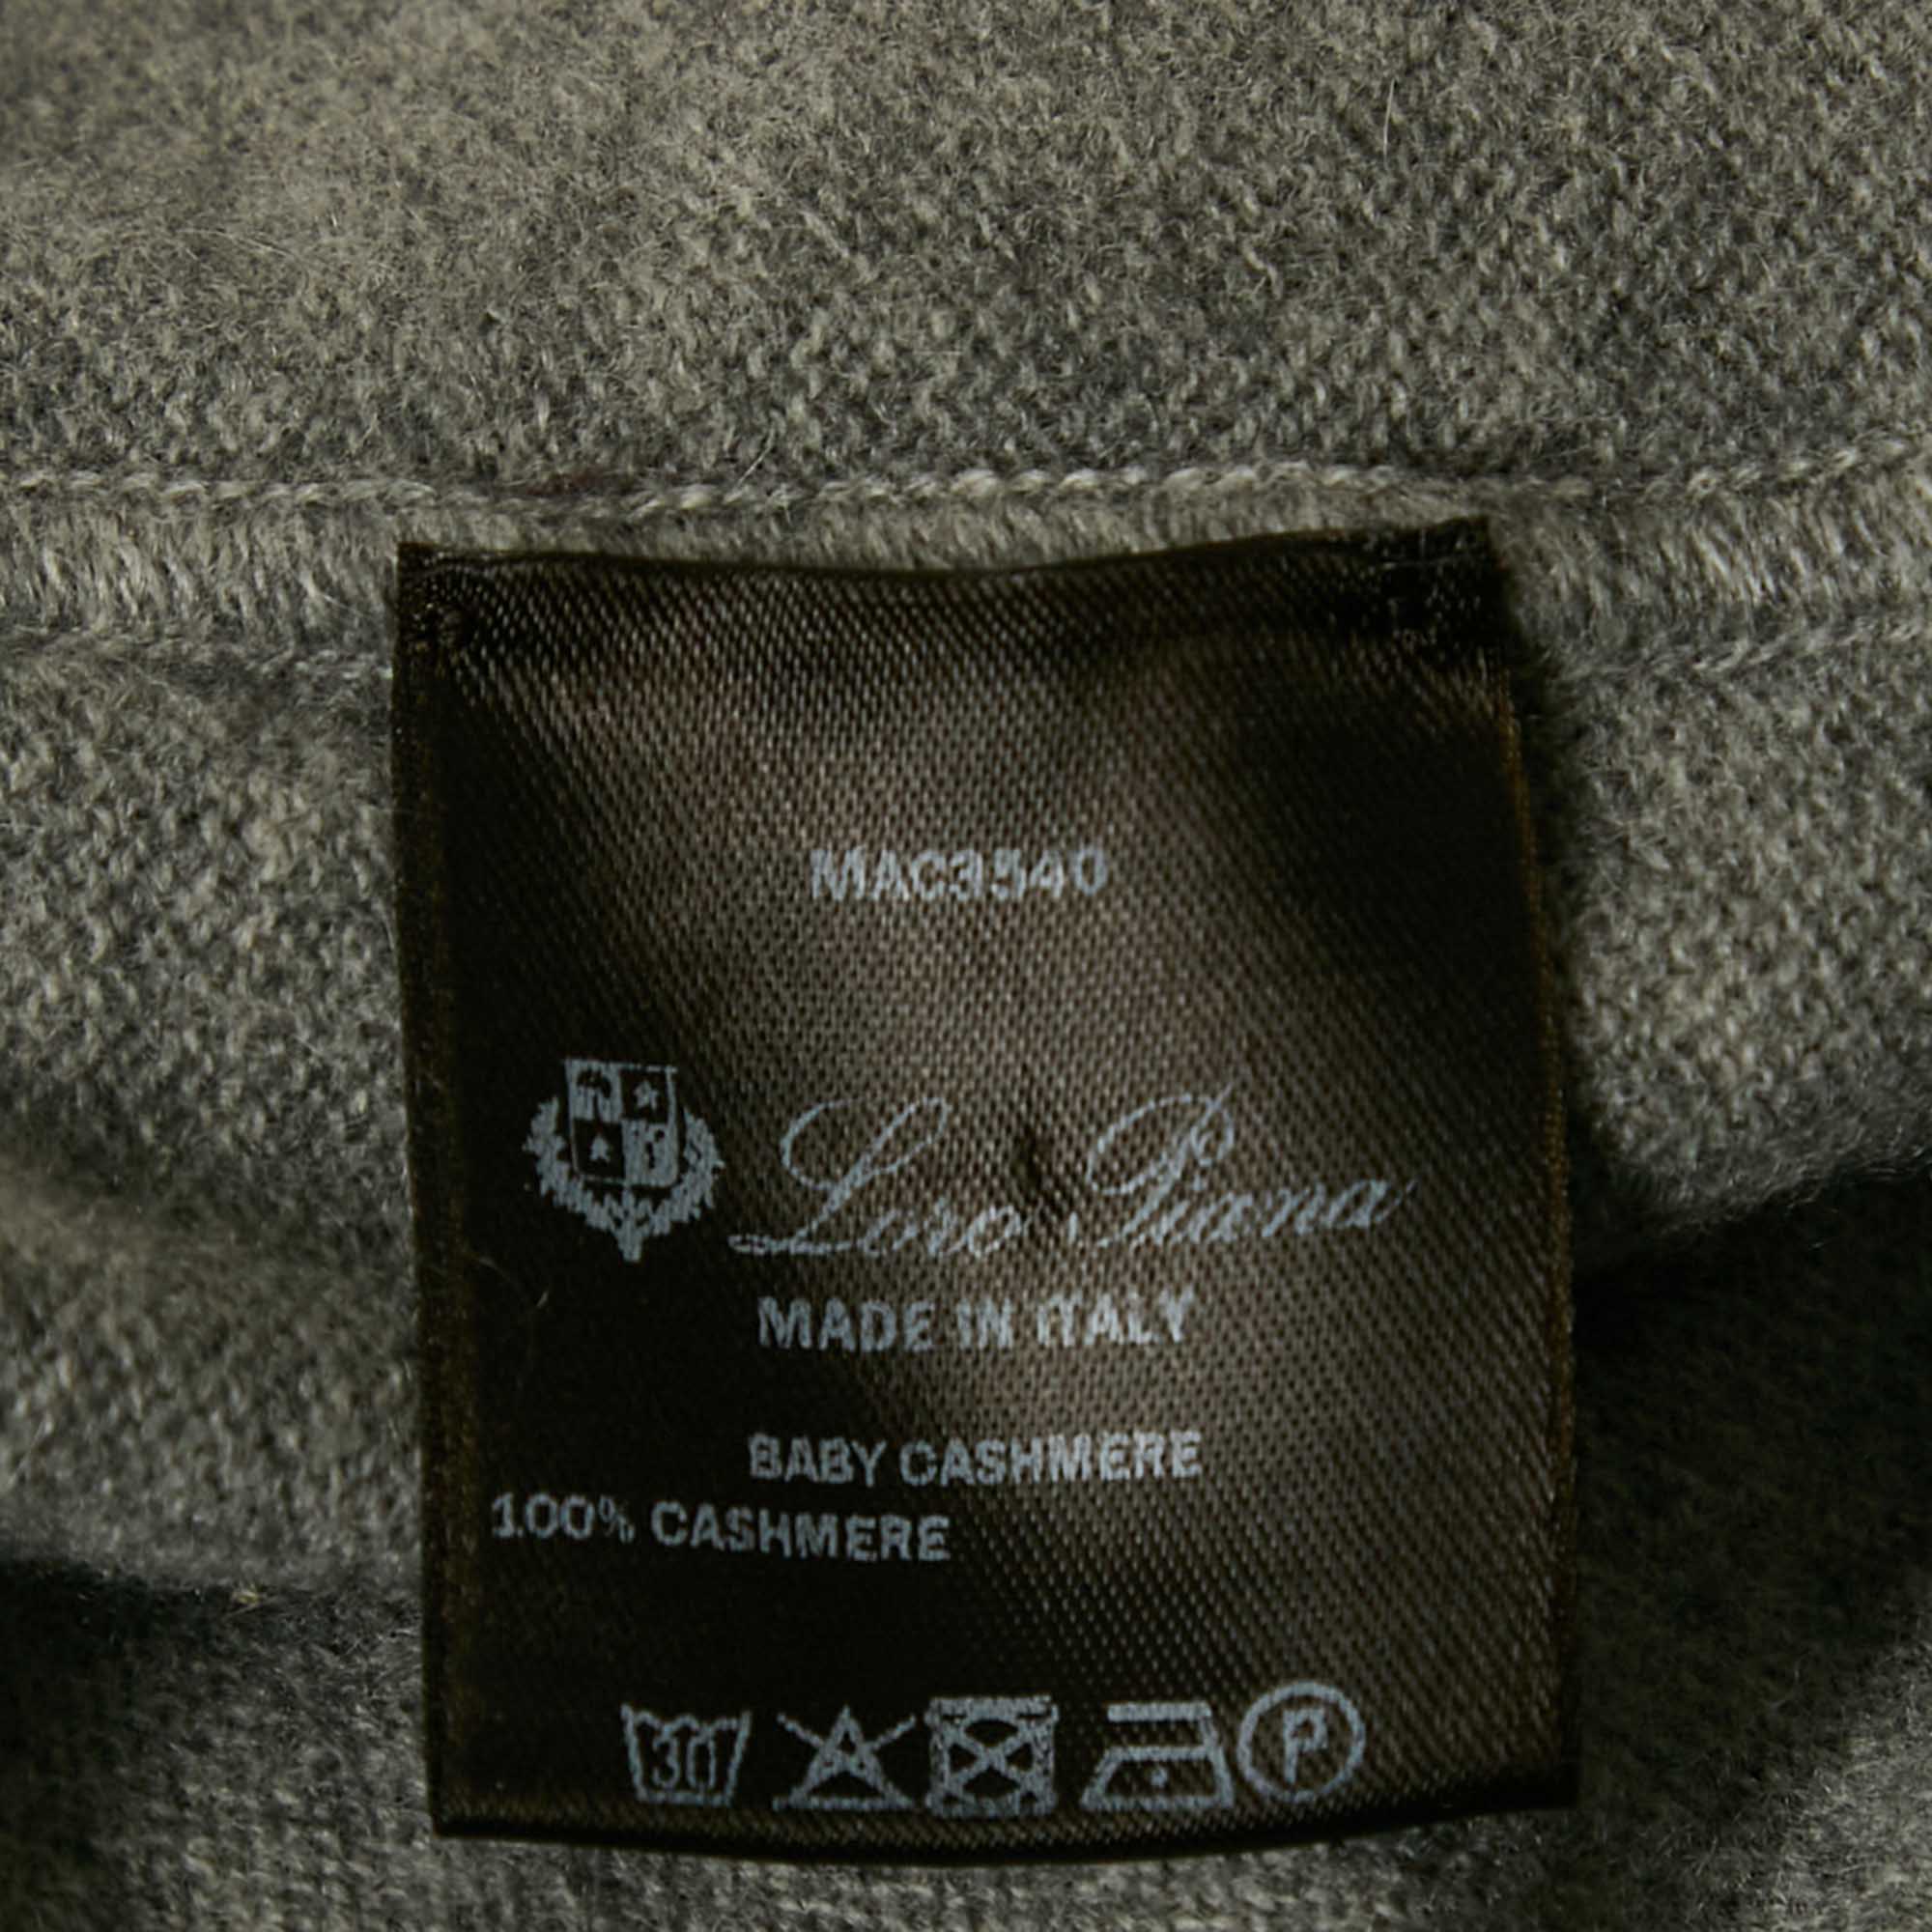 MAC3540
Loro Piana
MADE IN ITALY
BABY CASHMERE
100% CASHMERE
30
P